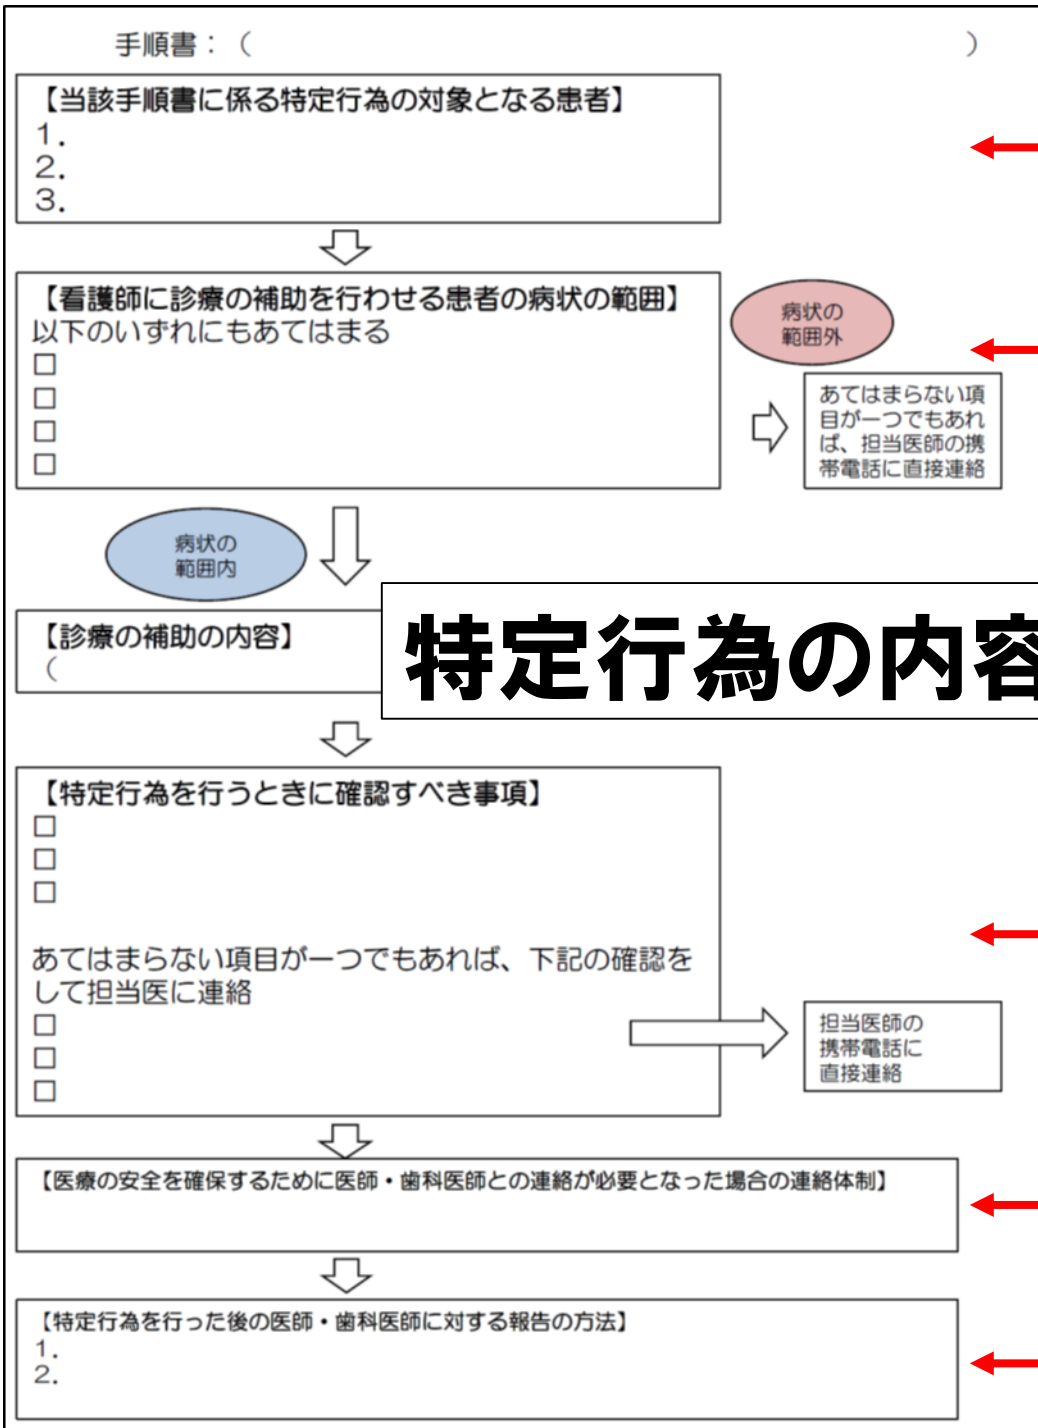 手順書：（　　　　　　　　　　）
【当該手順書に係る特定行為の対象となる患者】
１．
２．
３．
【看護師に診療の補助を行わせる患者の病状の範囲】
以下のいずれにもあてはまる
□
□
□
□
病状の
範囲外
あてはまらない項
目が一つでもあれ
ば、担当医師の携
帯電話に直接連絡
病状の
範囲内
【診療の補助の内容】
（
特定行為の内容
【特定行為を行うときに確認すべき事項】
□
□
□
あてはまらない項目が一つでもあれば、下記の確認を
して担当医に連絡
□
□
□
担当医師の
携帯電話に
直接連絡
【医療の安全を確保するために医師・歯科医師との連絡が必要となった場合の連絡体制】
【特定行為を行った後の医師・歯科医師に対する報告の方法】
１．
２．